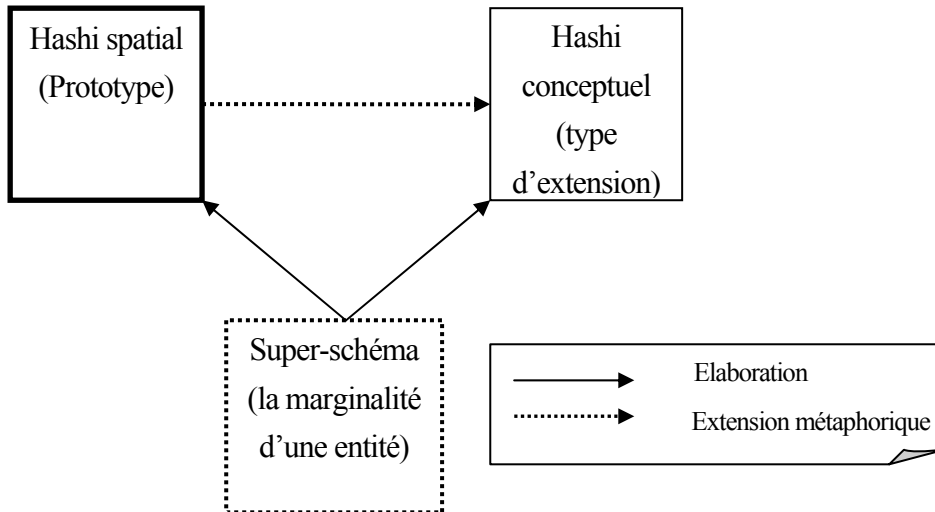 Hashi spatial
(Prototype)
Hashi
conceptuel
(type
d’extension)
Super-schéma
(la marginalité
d’une entité)
Elaboration
Extension métaphorique